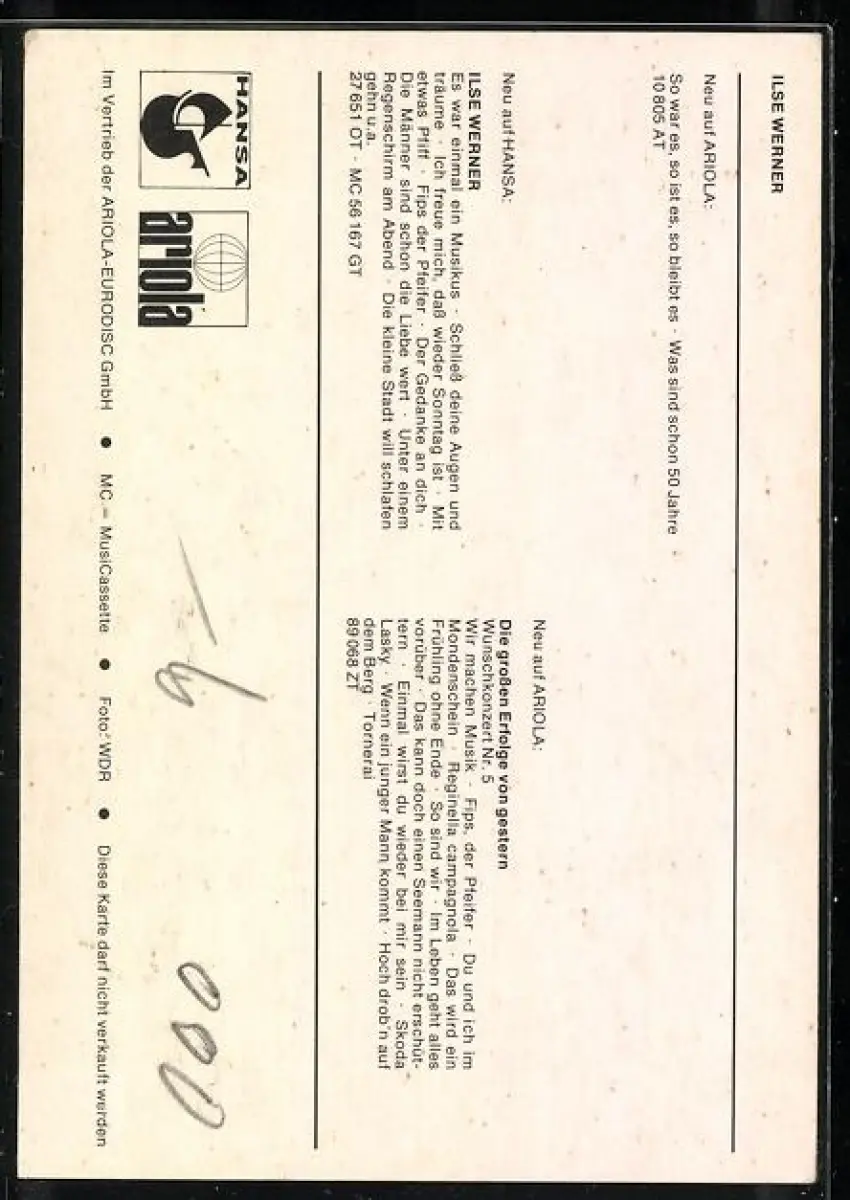 ILSE WERNER
Neu auf ARIOLA:
So war es, so ist es, so bleibt es · Was sind schon 50 Jahre
10 805 AT
Neu auf HANSA:
ILSE WERNER
Es war einmal ein Musikus · Schließ deine Augen und
träume · Ich freue mich, daß wieder Sonntag ist · Mit
etwas Pfiff · Fips der Pfeifer · Der Gedanke an dich ·
Die Männer sind schon die Liebe wert · Unter einem
Regenschirm am Abend · Die kleine Stadt will schlafen
gehn u.a.
27 651 OT · MC 56 167 GT
Neu auf ARIOLA:
Die großen Erfolge von gestern
Wunschkonzert Nr. 5
Wir machen Musik · Fips, der Pfeifer · Du und ich im
Mondenschein · Reginella campagnola · Das wird ein
Frühling ohne Ende · So sind wir · Im Leben geht alles
vorüber · Das kann doch einen Seemann nicht erschüt-
tern · Einmal wirst du wieder bei mir sein · Skoda
Lasky · Wenn ein junger Mann kommt · Hoch drob'n auf
dem Berg · Tornerai
89 068 ZT
HANSA
ariola
000
Im Vertrieb der ARIOLA-EURODISC GmbH ● MC = MusiCassette ● Foto: WDR ● Diese Karte darf nicht verkauft werden